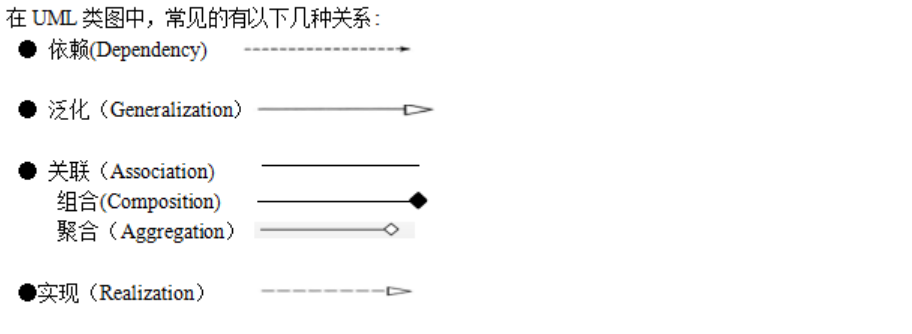 在 UML 类图中，常见的有以下几种关系:
● 依赖(Dependency)
● 泛化（Generalization）
● 关联（Association)
组合(Composition)
聚合（Aggregation）
●实现（Realization）